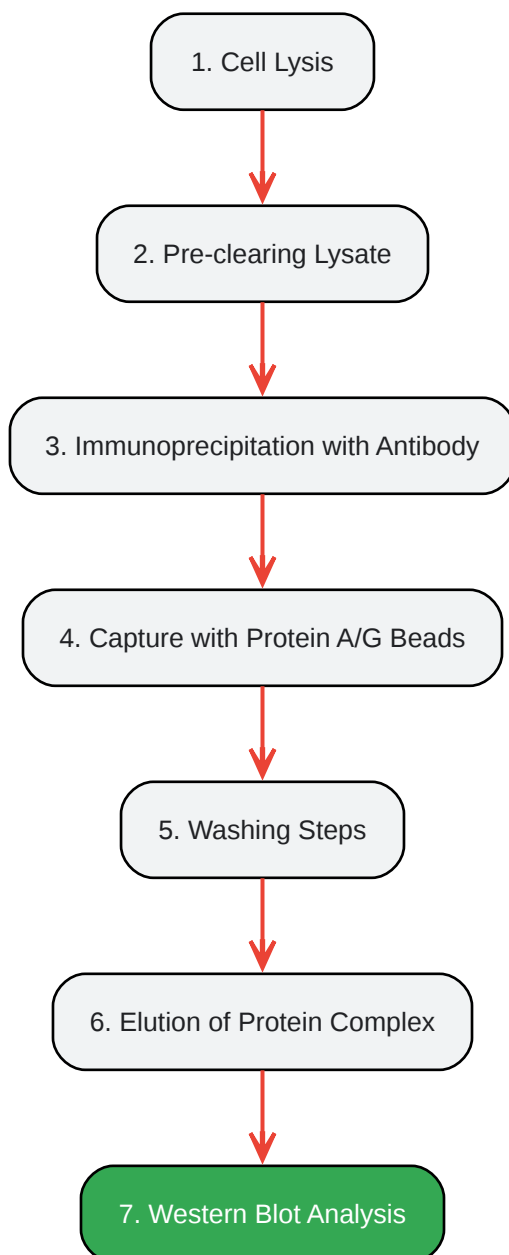 1. Cell Lysis
2. Pre-clearing Lysate
3. Immunoprecipitation with Antibody
4. Capture with Protein A/G Beads
5. Washing Steps
6. Elution of Protein Complex
7. Western Blot Analysis